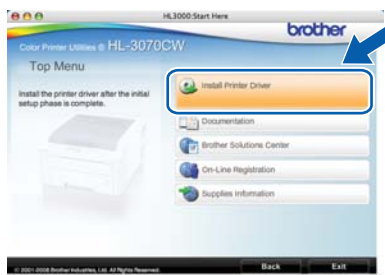 HL3000:Start Here
brother
Color Printer Utilities © HL-3070CW
Top Menu
Install the printer driver after the initial
setup phase is complete.
Install Printer Driver
Documentation
Brother Solutions Center
On-Line Registration
Supplies Information
© 2001-2008 Brother Industries, Ltd. All Rights Reserved.
Back
Exit